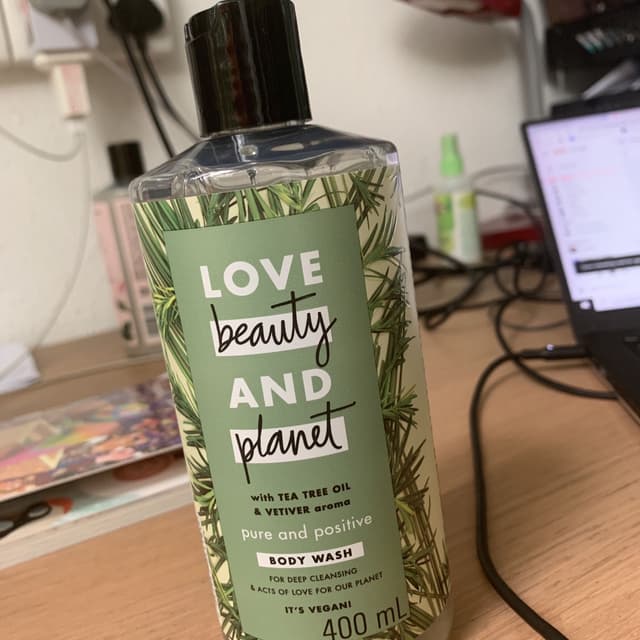 LOVE
beauty
AND
planet
with TEA TREE OIL
& VETIVER aroma
pure and positive
BODY WASH
FOR DEEP CLEANSING
& ACTS OF LOVE FOR OUR PLANET
IT'S VEGAN!
400 mL